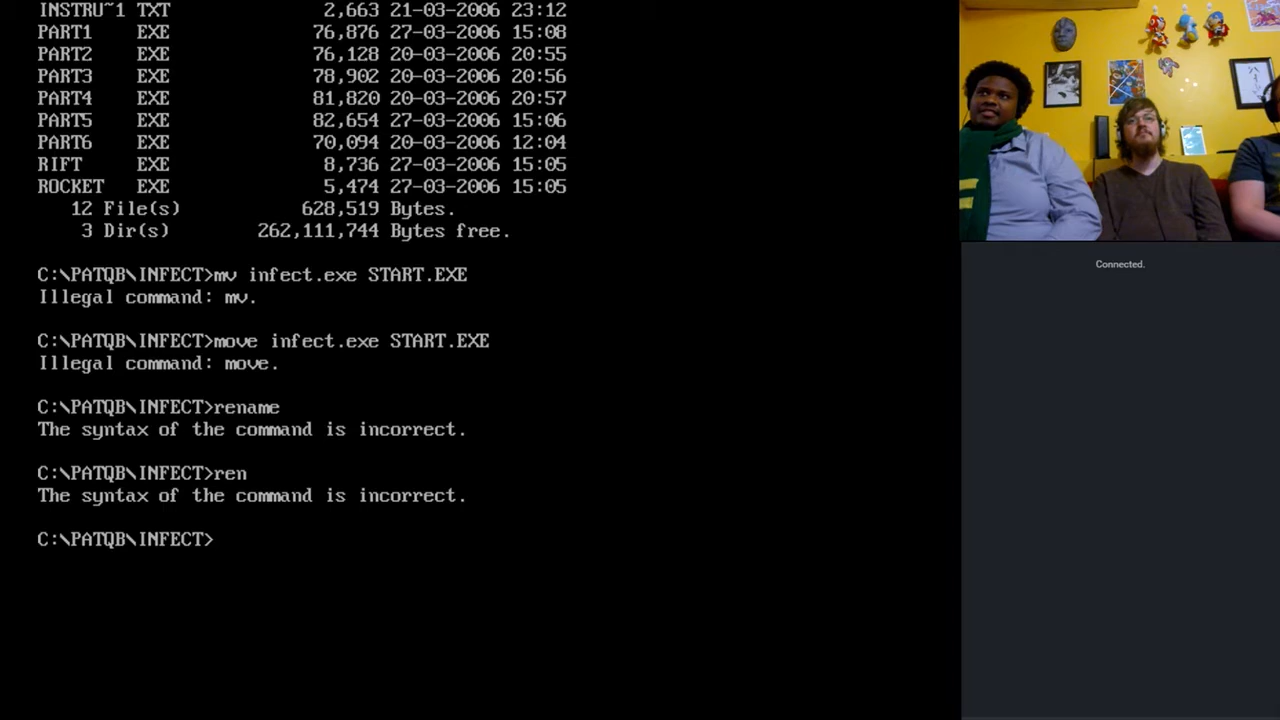 INSTRU~1 TXT 2,663 21-03-2006 23:12
PART1 EXE 76,876 27-03-2006 15:08
PART2 EXE 76,128 20-03-2006 20:55
PART3 EXE 78,902 20-03-2006 20:56
PART4 EXE 81,820 20-03-2006 20:57
PART5 EXE 82,654 27-03-2006 15:06
PART6 EXE 70,094 20-03-2006 12:04
RIFT EXE 8,736 27-03-2006 15:05
ROCKET EXE 5,474 27-03-2006 15:05
12 File(s) 628,519 Bytes.
3 Dir(s) 262,111,744 Bytes free.
C:\PATQB\INFECT>mv infect.exe START.EXE
Illegal command: mv.
C:\PATQB\INFECT>move infect.exe START.EXE
Illegal command: move.
C:\PATQB\INFECT>rename
The syntax of the command is incorrect.
C:\PATQB\INFECT>ren
The syntax of the command is incorrect.
C:\PATQB\INFECT>
Connected.